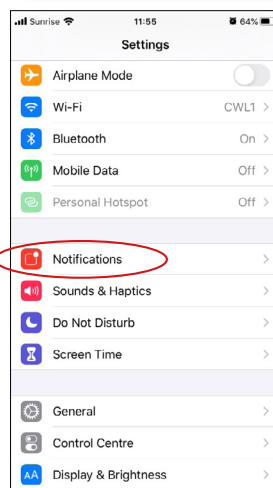 Sunrise 11:55 64%
Settings
Airplane Mode
Wi-Fi CWL1
Bluetooth On
Mobile Data Off
Personal Hotspot Off
Notifications
Sounds & Haptics
Do Not Disturb
Screen Time
General
Control Centre
AA Display & Brightness